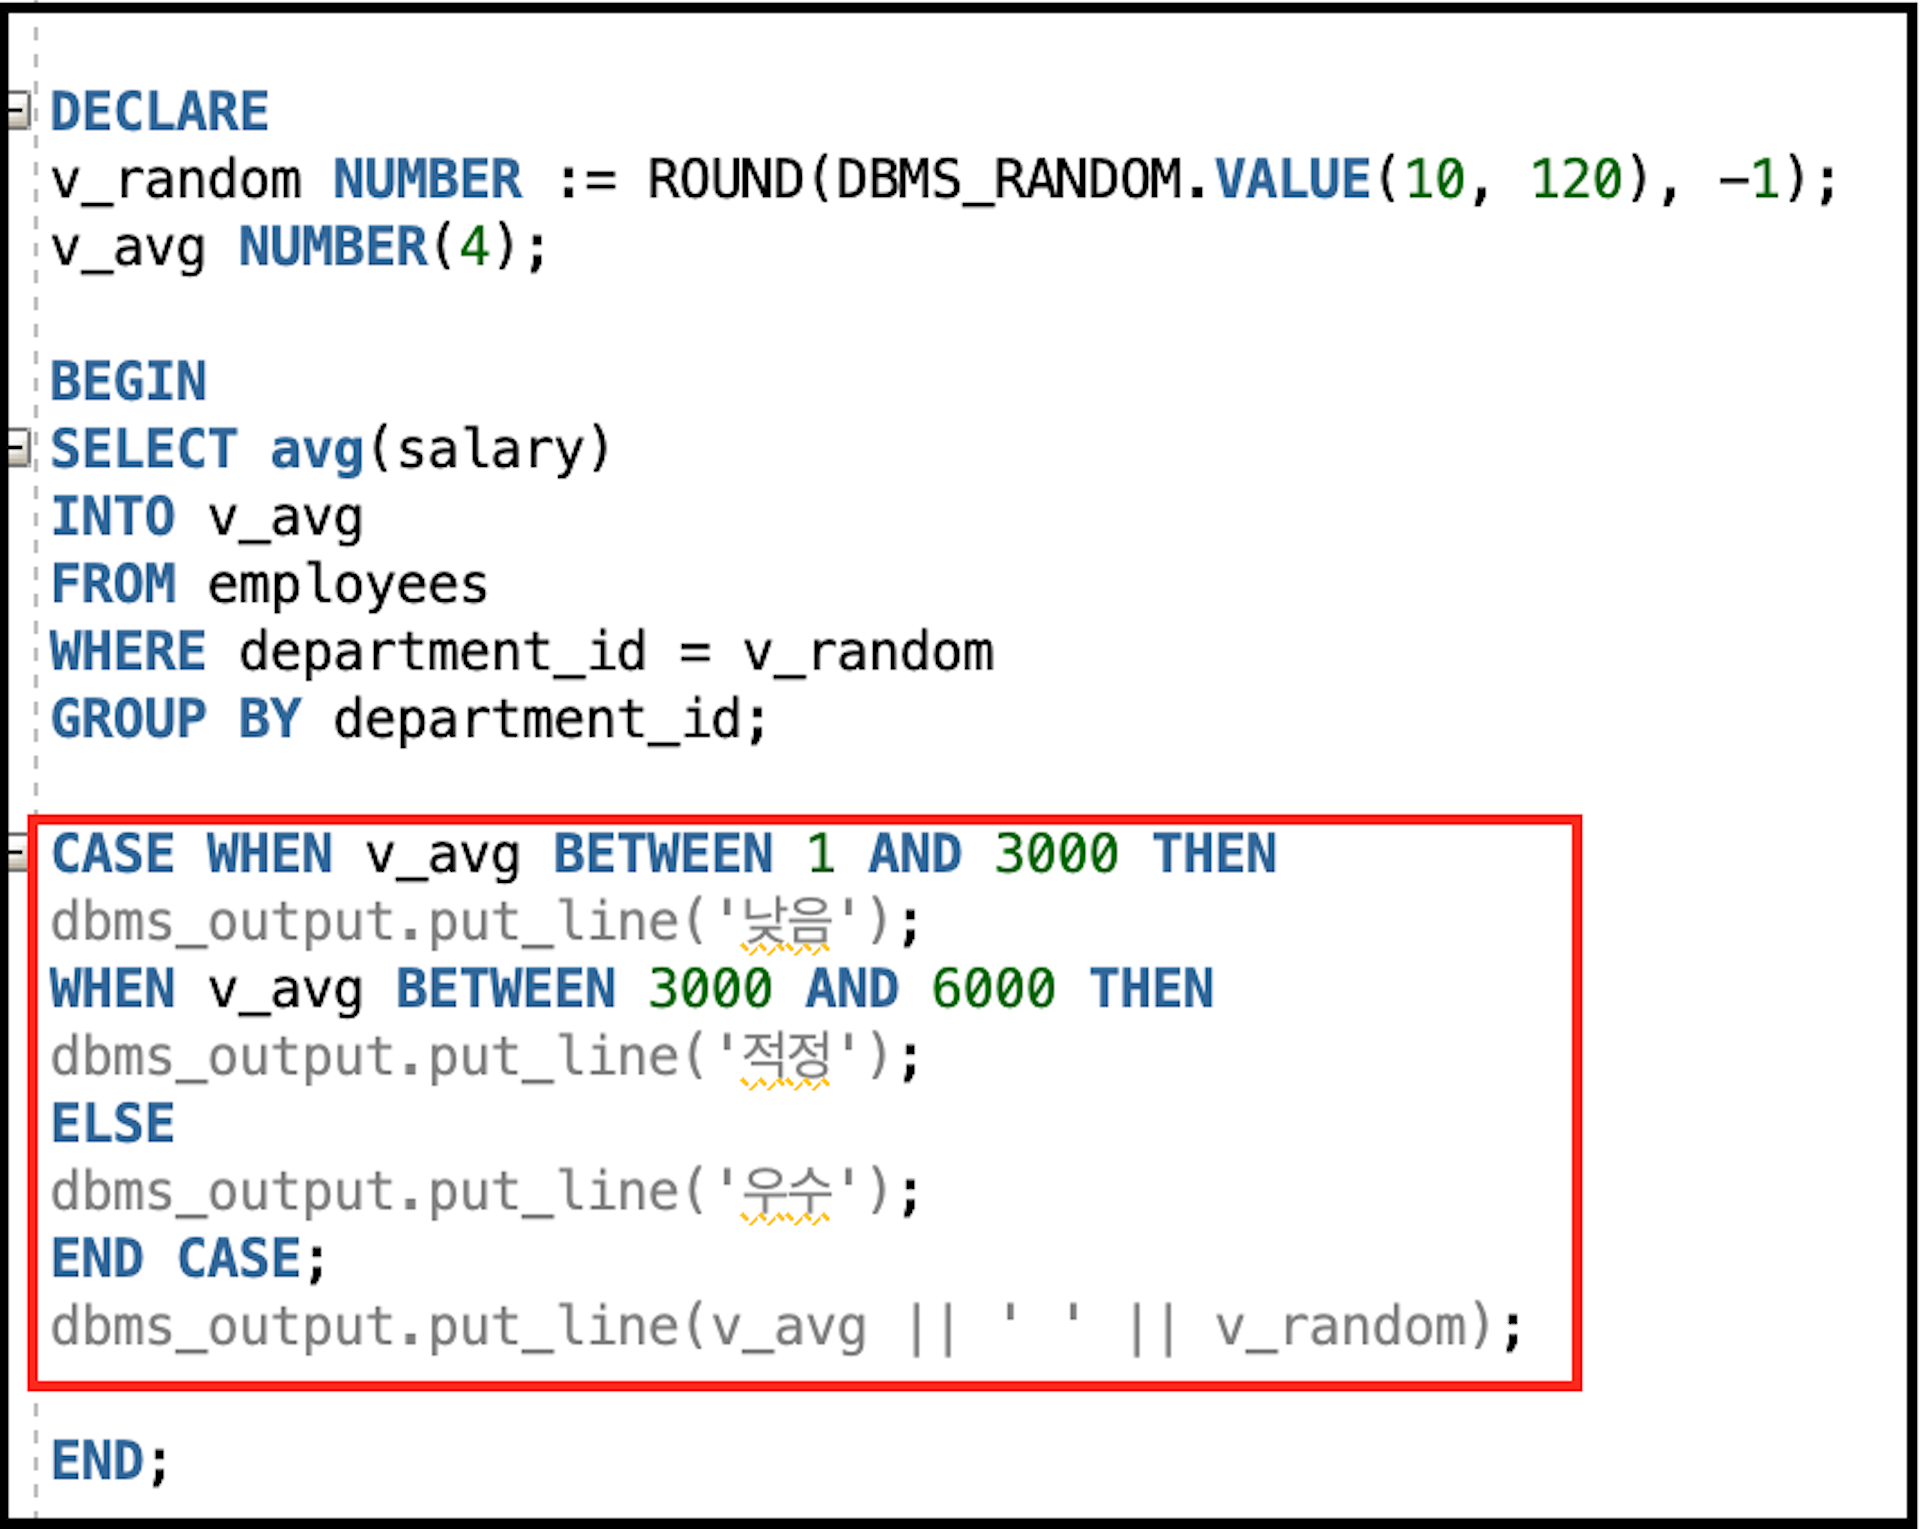 DECLARE
v_random NUMBER := ROUND(DBMS_RANDOM.VALUE(10, 120), -1);
v_avg NUMBER(4);
BEGIN
SELECT avg(salary)
INTO v_avg
FROM employees
WHERE department_id = v_random
GROUP BY department_id;
CASE WHEN v_avg BETWEEN 1 AND 3000 THEN
dbms_output.put_line('낮음');
WHEN v_avg BETWEEN 3000 AND 6000 THEN
dbms_output.put_line('적정');
ELSE
dbms_output.put_line('우수');
END CASE;
dbms_output.put_line(v_avg || ' ' || v_random);
END;